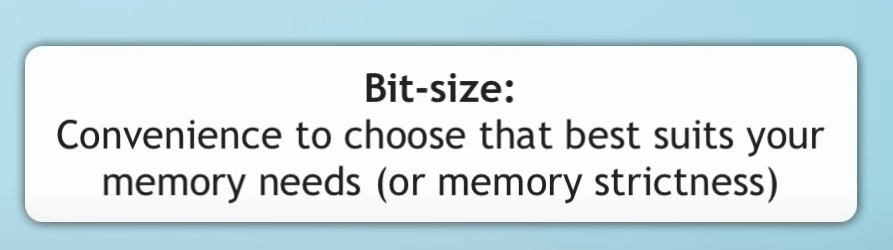 Bit-size:
Convenience to choose that best suits your
memory needs (or memory strictness)